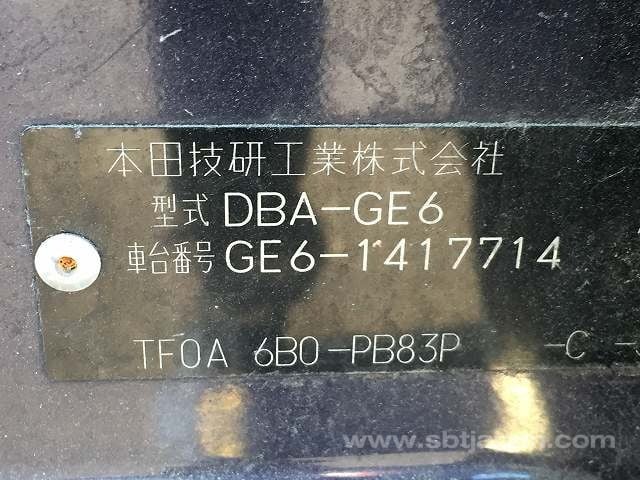 本田技研工業株式会社
型式 DBA-GE6
車台番号 GE6-1417714
TF0A 6B0-PB83P -C -